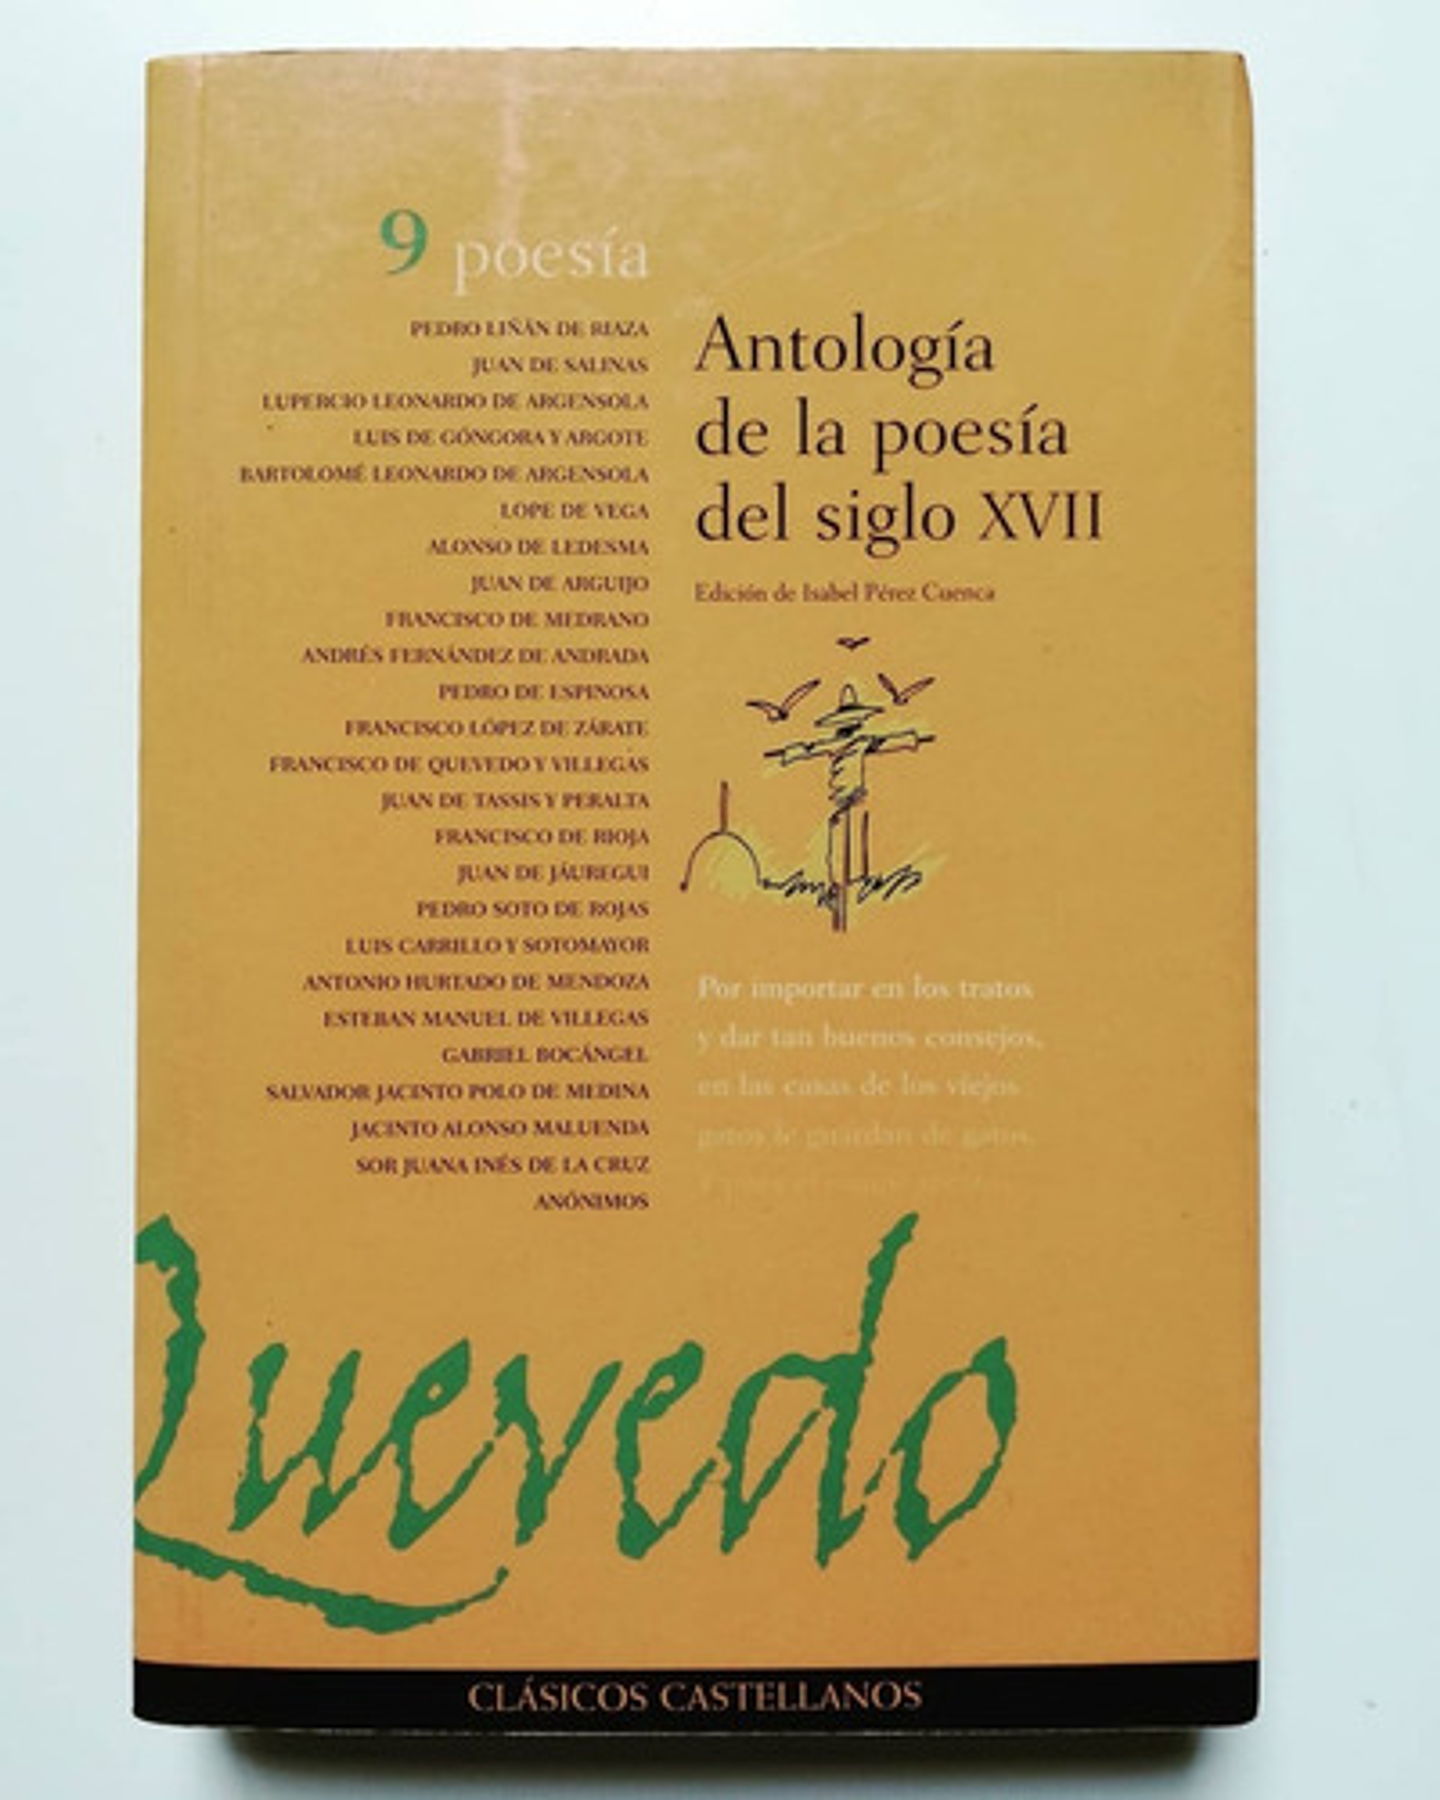 9 poesía
PEDRO LIÑÁN DE RIAZA
JUAN DE SALINAS
LUPERCIO LEONARDO DE ARGENSOLA
LUIS DE GÓNGORA Y ARGOTE
BARTOLOMÉ LEONARDO DE ARGENSOLA
LOPE DE VEGA
ALONSO DE LEDESMA
JUAN DE ARGUIJO
FRANCISCO DE MEDRANO
ANDRÉS FERNÁNDEZ DE ANDRADA
PEDRO DE ESPINOSA
FRANCISCO LÓPEZ DE ZÁRATE
FRANCISCO DE QUEVEDO Y VILLEGAS
JUAN DE TASSIS Y PERALTA
FRANCISCO DE RIOJA
JUAN DE JÁUREGUI
PEDRO SOTO DE ROJAS
LUIS CARRILLO Y SOTOMAYOR
ANTONIO HURTADO DE MENDOZA
ESTEBAN MANUEL DE VILLEGAS
GABRIEL BOCÁNGEL
SALVADOR JACINTO POLO DE MEDINA
JACINTO ALONSO MALUENDA
SOR JUANA INÉS DE LA CRUZ
ANÓNIMOS
Antología
de la poesía
del siglo XVII
Edición de Isabel Pérez Cuenca
Por importar en los tratos
y dar tan buenos consejos,
en las casas de los viejos
gatos le guardan de gatos.
Quevedo
CLÁSICOS CASTELLANOS